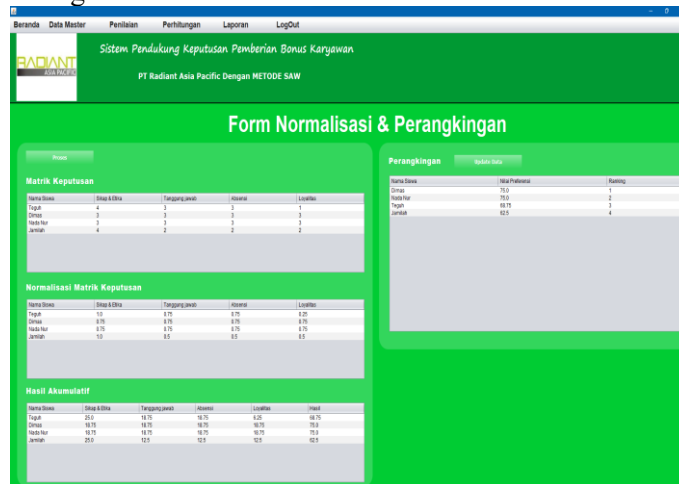 Beranda Data Master Penilaian Perhitungan Laporan LogOut
RADIANT
ASIA PACIFIC
Sistem Pendukung Keputusan Pemberian Bonus Karyawan
PT Radiant Asia Pacific Dengan METODE SAW
Form Normalisasi & Perangkingan
Proses
Matrik Keputusan
Nama Siswa Sikap & Etika Tanggung jawab Absensi Loyalitas
Teguh 4 3 3 1
Dimas 3 3 3 3
Nada Nur 3 3 3 3
Jamilah 4 2 2 2
Normalisasi Matrik Keputusan
Nama Siswa Sikap & Etika Tanggung jawab Absensi Loyalitas
Teguh 1.0 0.75 0.75 0.25
Dimas 0.75 0.75 0.75 0.75
Nada Nur 0.75 0.75 0.75 0.75
Jamilah 1.0 0.5 0.5 0.5
Hasil Akumulatif
Nama Siswa Sikap & Etika Tanggung jawab Absensi Loyalitas Hasil
Teguh 25.0 18.75 18.75 6.25 68.75
Dimas 18.75 18.75 18.75 18.75 75.0
Nada Nur 18.75 18.75 18.75 18.75 75.0
Jamilah 25.0 12.5 12.5 12.5 62.5
Perangkingan Update Data
Nama Siswa Nilai Preferensi Ranking
Dimas 75.0 1
Nada Nur 75.0 2
Teguh 68.75 3
Jamilah 62.5 4